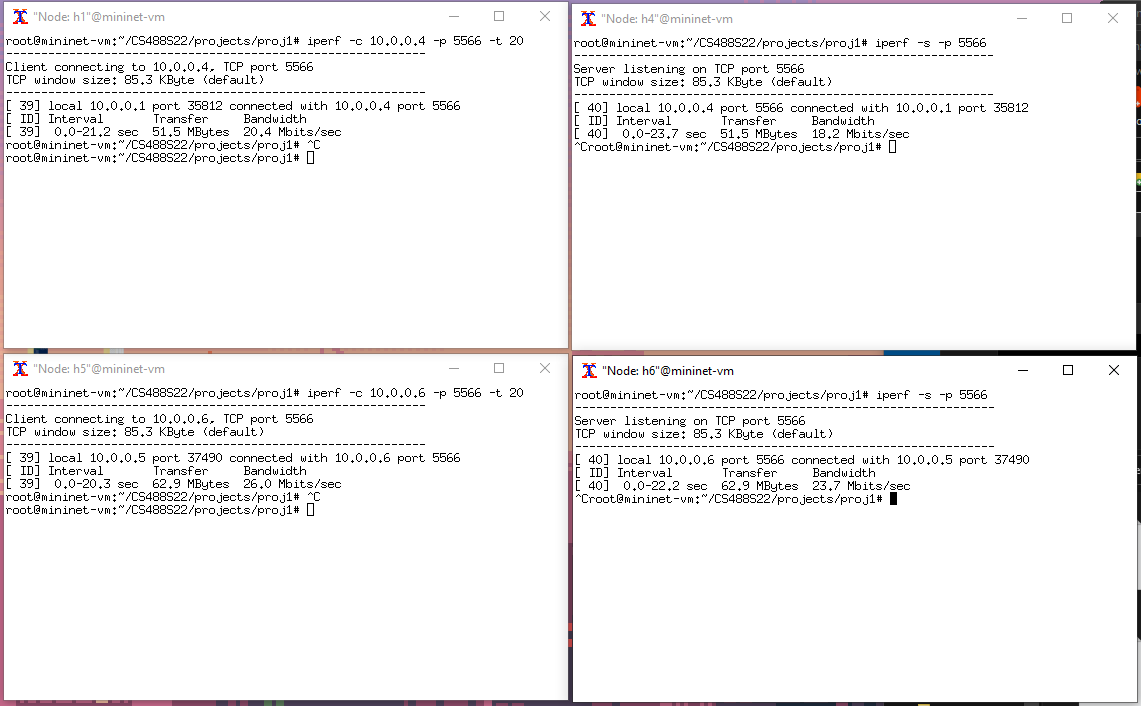 "Node: h1"@mininet-vm
root@mininet-vm:~/CS488S22/projects/proj1# iperf -c 10.0.0.4 -p 5566 -t 20
------------------------------------------------------------
Client connecting to 10.0.0.4, TCP port 5566
TCP window size: 85.3 KByte (default)
------------------------------------------------------------
[ 39] local 10.0.0.1 port 35812 connected with 10.0.0.4 port 5566
[ ID] Interval       Transfer     Bandwidth
[ 39]  0.0-21.2 sec  51.5 MBytes  20.4 Mbits/sec
root@mininet-vm:~/CS488S22/projects/proj1# ^C
root@mininet-vm:~/CS488S22/projects/proj1#
"Node: h4"@mininet-vm
root@mininet-vm:~/CS488S22/projects/proj1# iperf -s -p 5566
------------------------------------------------------------
Server listening on TCP port 5566
TCP window size: 85.3 KByte (default)
------------------------------------------------------------
[ 40] local 10.0.0.4 port 5566 connected with 10.0.0.1 port 35812
[ ID] Interval       Transfer     Bandwidth
[ 40]  0.0-23.7 sec  51.5 MBytes  18.2 Mbits/sec
^Croot@mininet-vm:~/CS488S22/projects/proj1#
"Node: h5"@mininet-vm
root@mininet-vm:~/CS488S22/projects/proj1# iperf -c 10.0.0.6 -p 5566 -t 20
------------------------------------------------------------
Client connecting to 10.0.0.6, TCP port 5566
TCP window size: 85.3 KByte (default)
------------------------------------------------------------
[ 39] local 10.0.0.5 port 37490 connected with 10.0.0.6 port 5566
[ ID] Interval       Transfer     Bandwidth
[ 39]  0.0-20.3 sec  62.9 MBytes  26.0 Mbits/sec
root@mininet-vm:~/CS488S22/projects/proj1# ^C
root@mininet-vm:~/CS488S22/projects/proj1#
"Node: h6"@mininet-vm
root@mininet-vm:~/CS488S22/projects/proj1# iperf -s -p 5566
------------------------------------------------------------
Server listening on TCP port 5566
TCP window size: 85.3 KByte (default)
------------------------------------------------------------
[ 40] local 10.0.0.6 port 5566 connected with 10.0.0.5 port 37490
[ ID] Interval       Transfer     Bandwidth
[ 40]  0.0-22.2 sec  62.9 MBytes  23.7 Mbits/sec
^Croot@mininet-vm:~/CS488S22/projects/proj1#